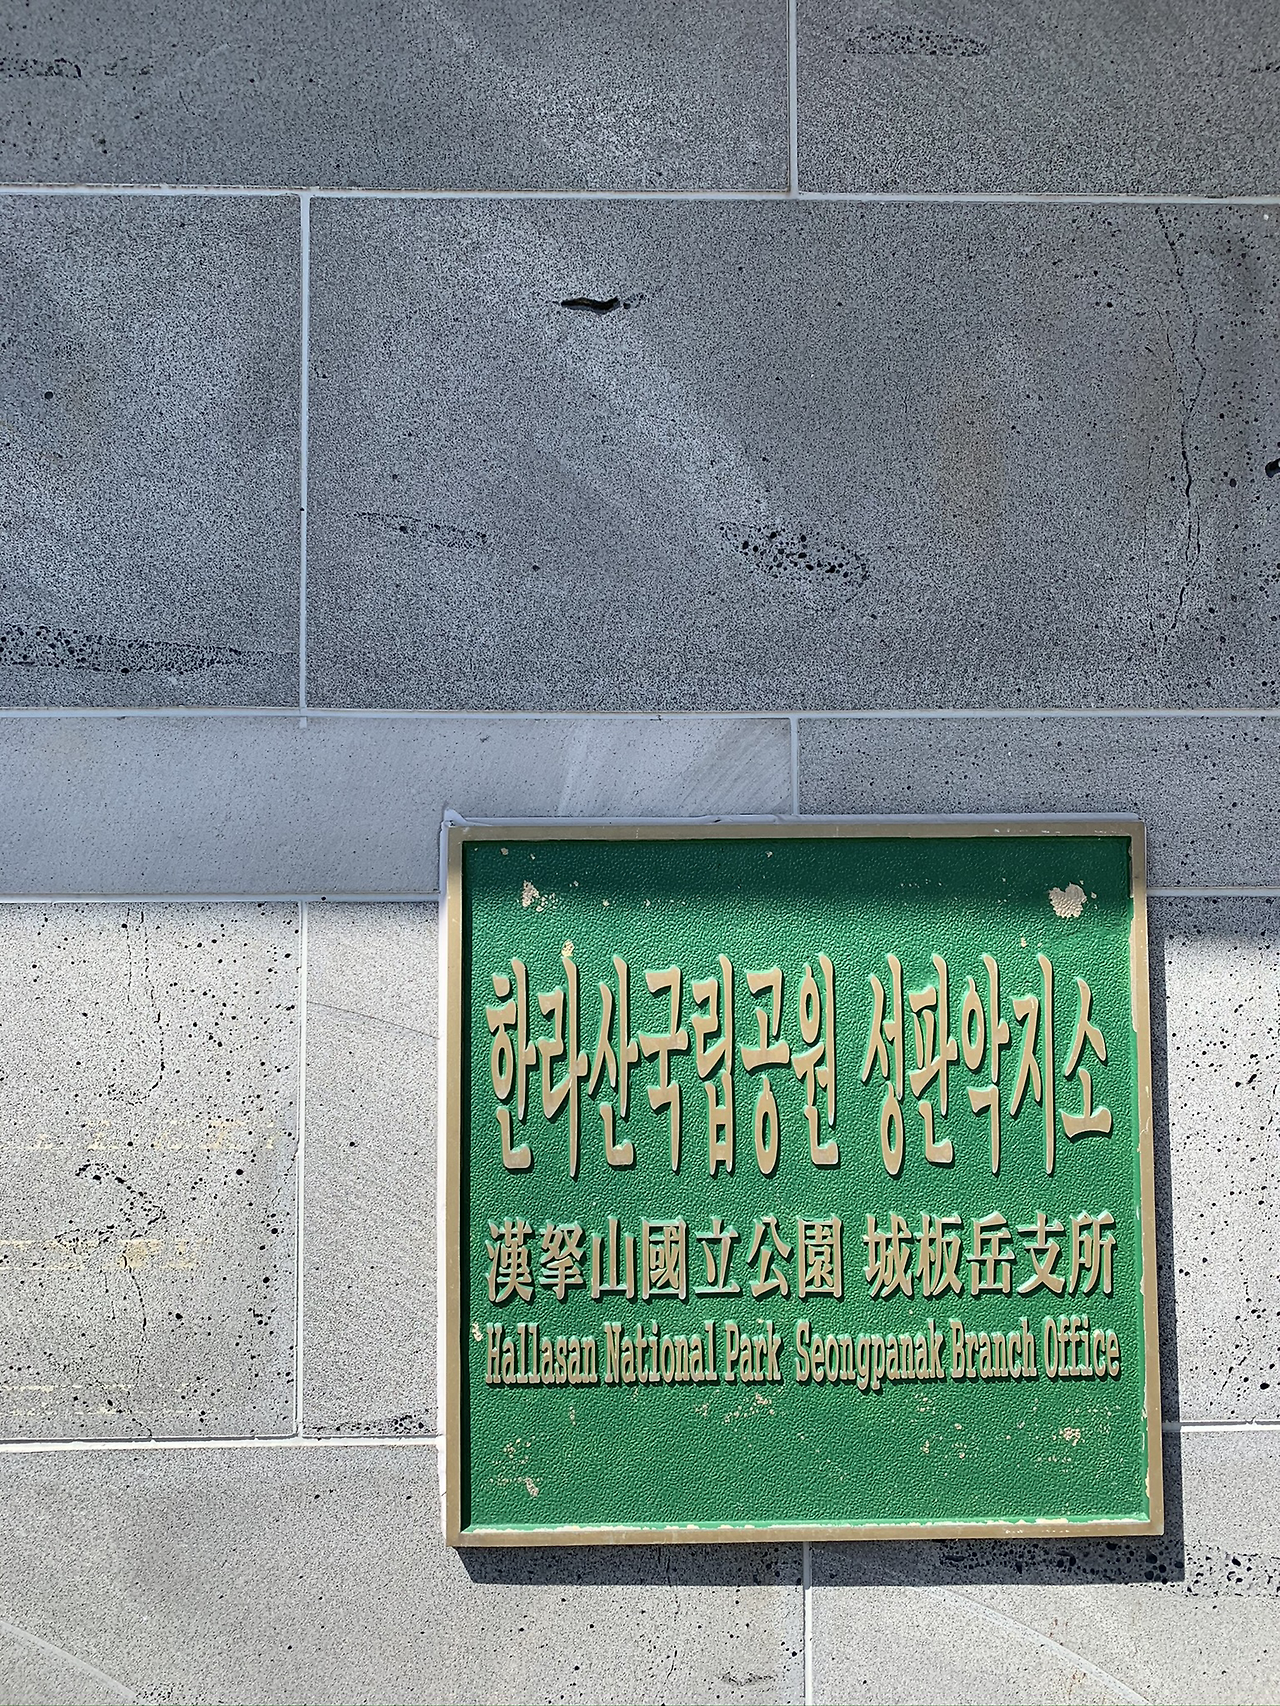 한라산국립공원 성판악지소
漢拏山國立公園 城板岳支所
Hallasan National Park Seongpanak Branch Office